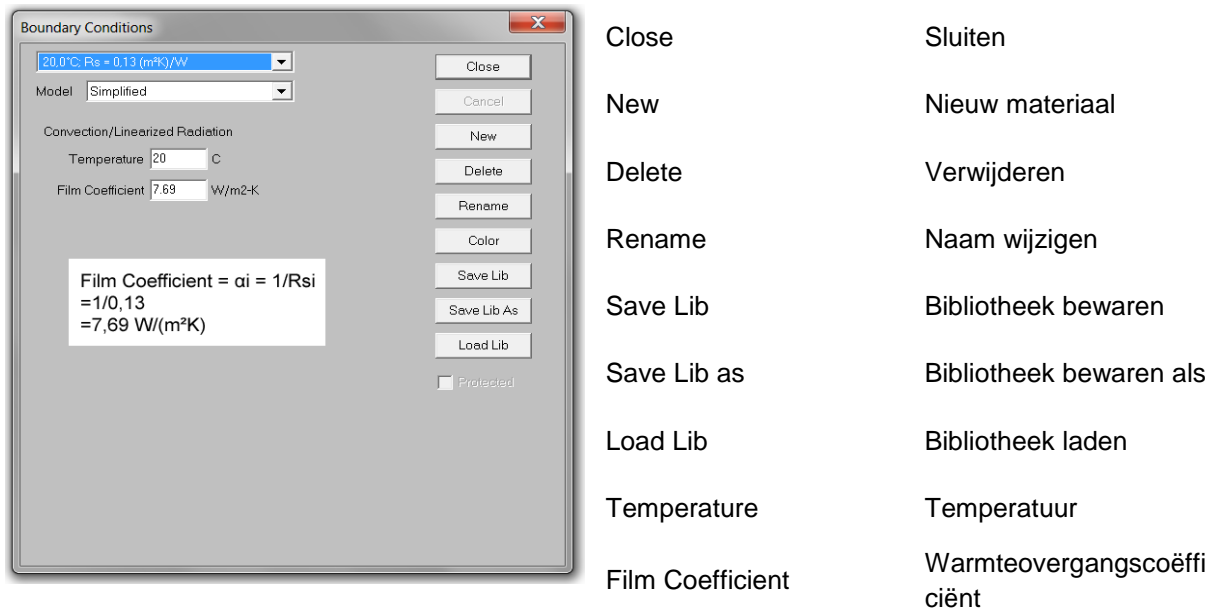 Boundary Conditions
20,0°C; Rs = 0,13 (m²K)/W
Model Simplified
Convection/Linearized Radiation
Temperature 20 C
Film Coefficient 7.69 W/m2-K
Film Coefficient = αi = 1/Rsi
=1/0,13
=7,69 W/(m²K)
Close
Cancel
New
Delete
Rename
Color
Save Lib
Save Lib As
Load Lib
Protected
Close Sluiten
New Nieuw materiaal
Delete Verwijderen
Rename Naam wijzigen
Save Lib Bibliotheek bewaren
Save Lib as Bibliotheek bewaren als
Load Lib Bibliotheek laden
Temperature Temperatuur
Film Coefficient Warmteovergangscoëffi
ciënt